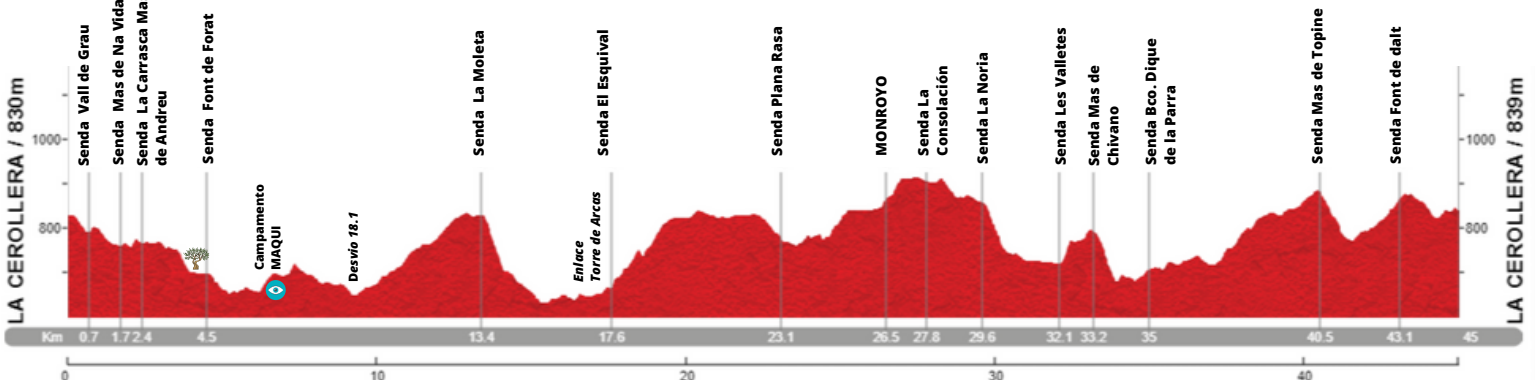 LA CEROLLERA / 830m
1000
800
Senda Vall de Grau
Senda Mas de Na Vida
Senda La Carrasca Ma
de Andreu
Senda Font de Forat
Campamento
MAQUI
Desvio 18.1
Senda La Moleta
Enlace
Torre de Arcas
Senda El Esquival
Senda Plana Rasa
MONROYO
Senda La
Consolación
Senda La Noria
Senda Les Valletes
Senda Mas de
Chivano
Senda Bco. Dique
de la Parra
Senda Mas de Topine
Senda Font de dalt
1000
800
LA CEROLLERA / 839m
Km 0.7 1.7 2.4 4.5 13.4 17.6 23.1 26.5 27.8 29.6 32.1 33.2 35 40.5 43.1 45
0 10 20 30 40